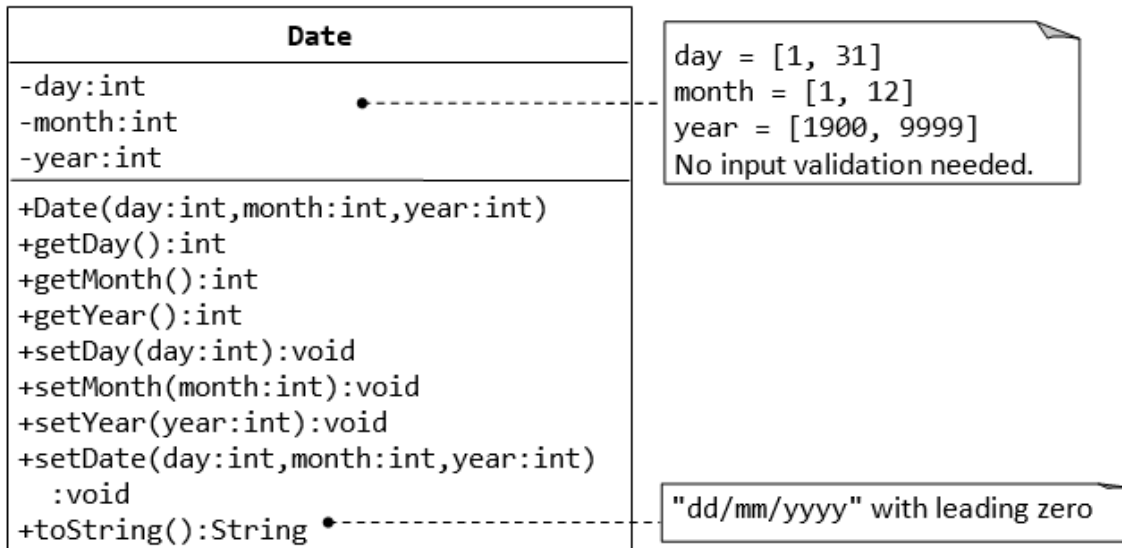 Date
-day:int
-month:int
-year:int
day = [1, 31]
month = [1, 12]
year = [1900, 9999]
No input validation needed.
+Date(day:int,month:int,year:int)
+getDay():int
+getMonth():int
+getYear():int
+setDay(day:int):void
+setMonth(month:int):void
+setYear(year:int):void
+setDate(day:int,month:int,year:int)
:void
+toString():String
"dd/mm/yyyy" with leading zero